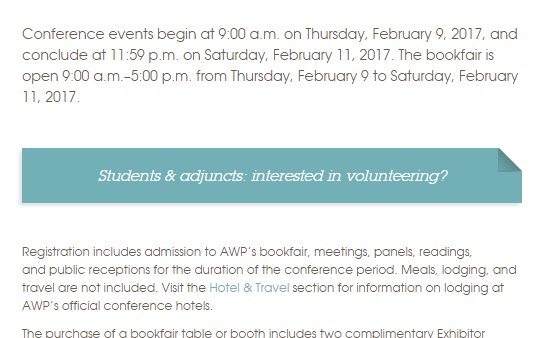 Conference events begin at 9:00 a.m. on Thursday, February 9, 2017, and
conclude at 11:59 p.m. on Saturday, February 11, 2017. The bookfair is
open 9:00 a.m.–5:00 p.m. from Thursday, February 9 to Saturday, February
11, 2017.
Students & adjuncts: interested in volunteering?
Registration includes admission to AWP's bookfair, meetings, panels, readings,
and public receptions for the duration of the conference period. Meals, lodging, and
travel are not included. Visit the Hotel & Travel section for information on lodging at
AWP's official conference hotels.
The purchase of a bookfair table or booth includes two complimentary Exhibitor